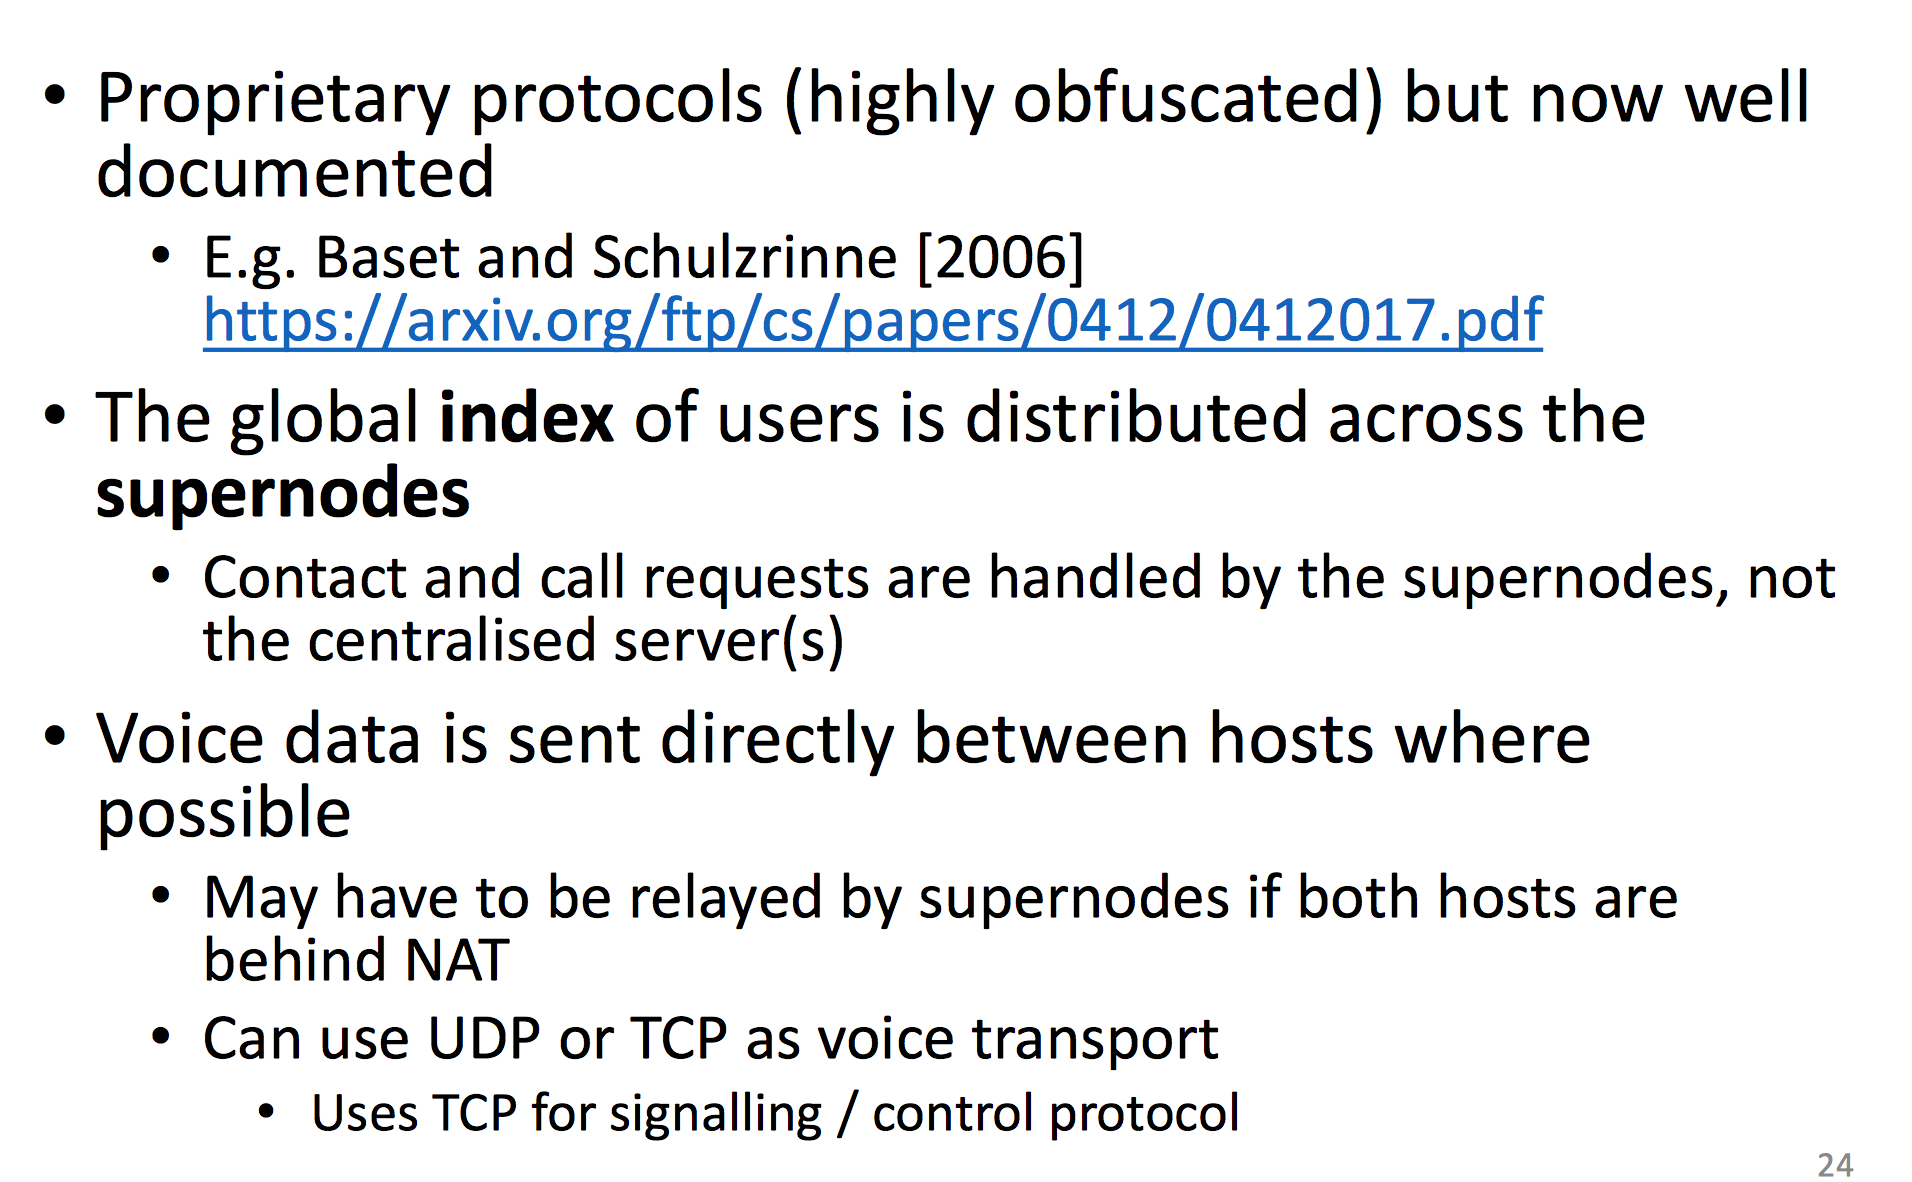 • Proprietary protocols (highly obfuscated) but now well
documented
• E.g. Baset and Schulzrinne [2006]
https://arxiv.org/ftp/cs/papers/0412/0412017.pdf
• The global index of users is distributed across the
supernodes
• Contact and call requests are handled by the supernodes, not
the centralised server(s)
• Voice data is sent directly between hosts where
possible
• May have to be relayed by supernodes if both hosts are
behind NAT
• Can use UDP or TCP as voice transport
• Uses TCP for signalling / control protocol
24